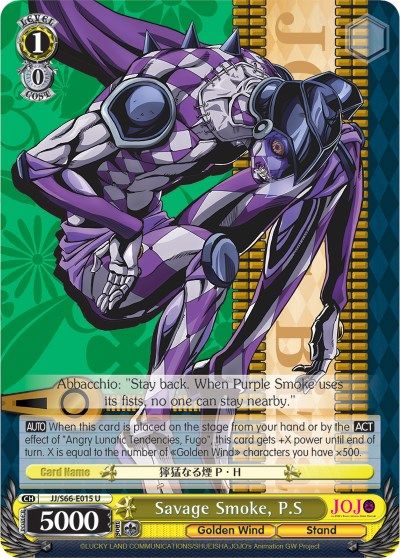 LEVEL
1
0
COST
Abbacchio: "Stay back. When Purple Smoke uses
its fists, no one can stay nearby."
AUTO When this card is placed on the stage from your hand or by the ACT
effect of "Angry Lunatic Tendencies, Fugo", this card gets +X power until end of
turn. X is equal to the number of «Golden Wind» characters you have ×500.
Card Name
獰猛なる煙 P・H
CD JJ/S66-E015 U
5000
Savage Smoke, P.S
JOJO
Golden Wind
Stand
©LUCKY LAND COMMUNICATIONS/SHUEISHA,JOJO's Animation GW Project